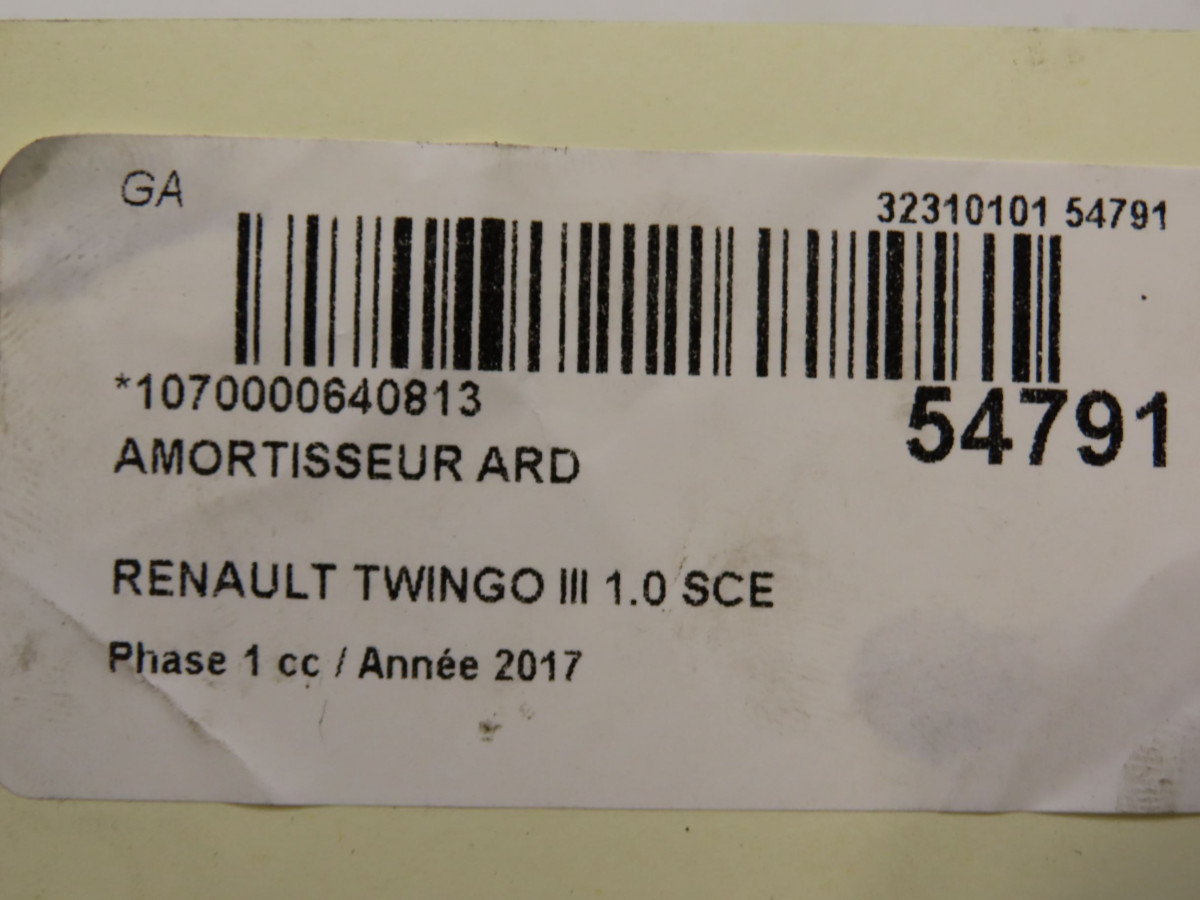 GA
32310101 54791
*1070000640813
54791
AMORTISSEUR ARD
RENAULT TWINGO III 1.0 SCE
Phase 1 cc / Année 2017